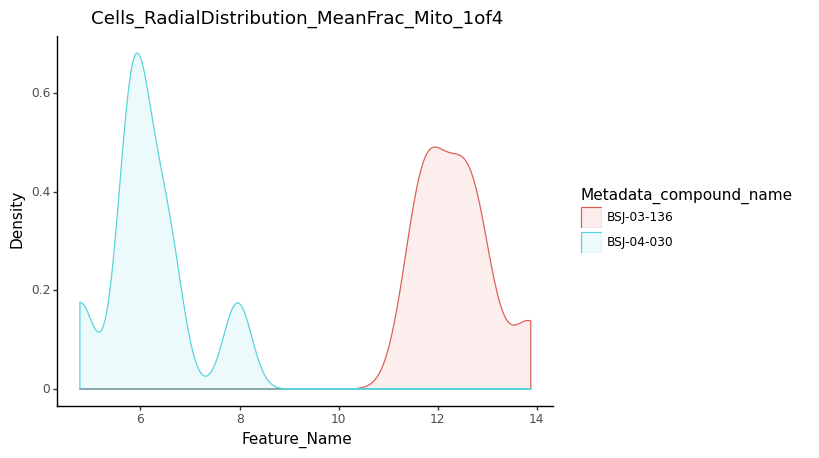 Cells_RadialDistribution_MeanFrac_Mito_1of4
0.6
0.4
0.2
0
Density
6 8 10 12 14
Feature_Name
Metadata_compound_name
BSJ-03-136
BSJ-04-030